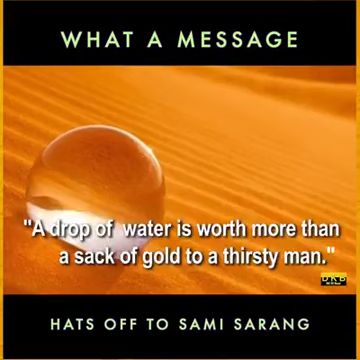 WHAT A MESSAGE
"A drop of water is worth more than
a sack of gold to a thirsty man."
DKB
HATS OFF TO SAMI SARANG